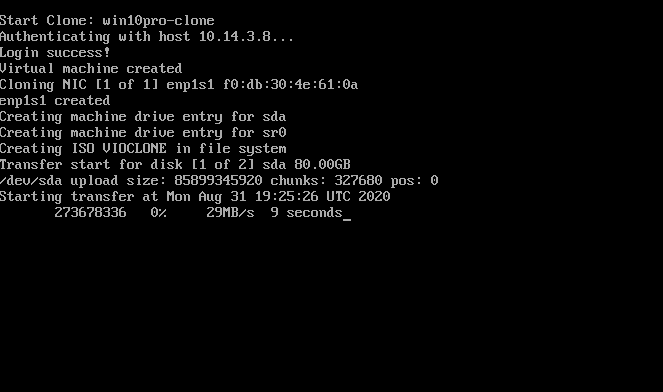 Start Clone: win10pro-clone
Authenticating with host 10.14.3.8...
Login success!
Virtual machine created
Cloning NIC [1 of 1] enp1s1 f0:db:30:4e:61:0a
enp1s1 created
Creating machine drive entry for sda
Creating machine drive entry for sr0
Creating ISO VIOCLONE in file system
Transfer start for disk [1 of 2] sda 80.00GB
/dev/sda upload size: 85899345920 chunks: 327680 pos: 0
Starting transfer at Mon Aug 31 19:25:26 UTC 2020
273678336 0% 29MB/s 9 seconds_